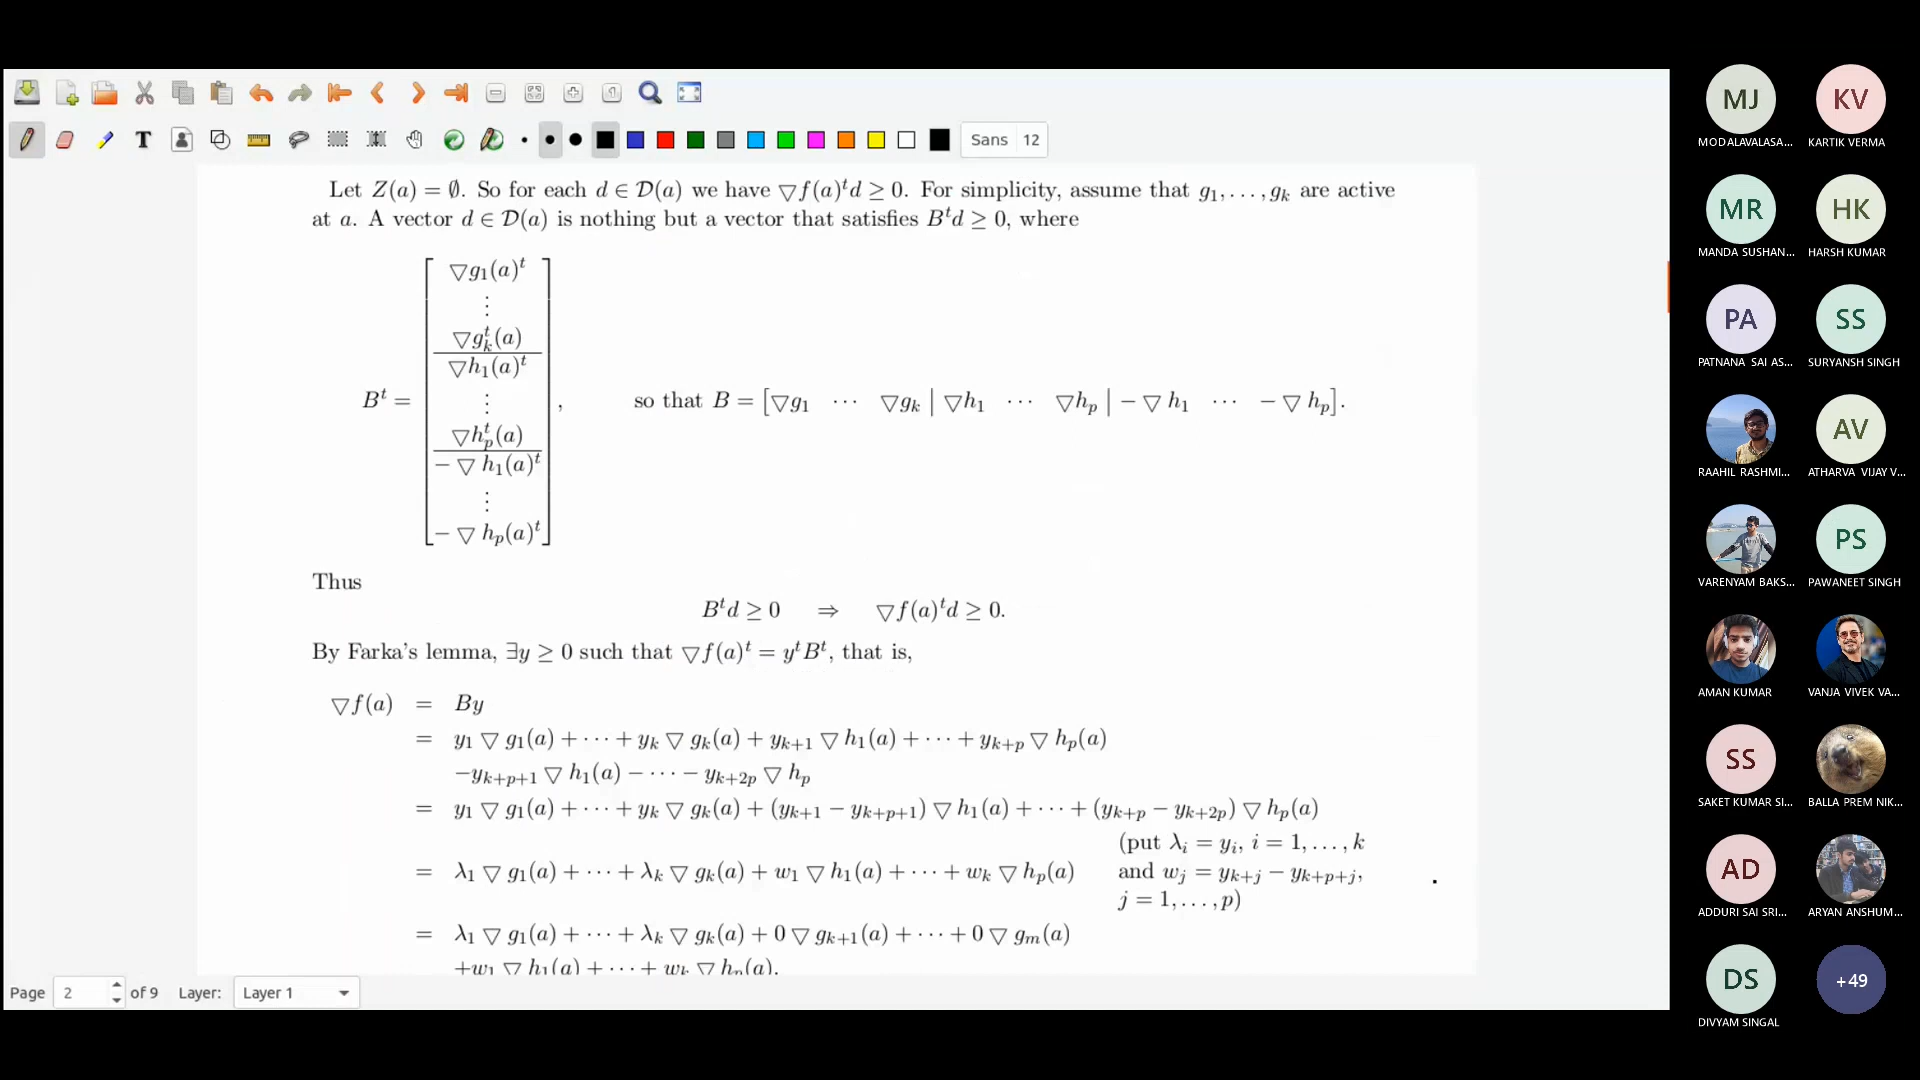 Sans 12
Let Z(a) = ∅. So for each d ∈ 𝒟(a) we have ▽f(a)ᵗd ≥ 0. For simplicity, assume that g₁, . . . , gₖ are active
at a. A vector d ∈ 𝒟(a) is nothing but a vector that satisfies Bᵗd ≥ 0, where
▽g₁(a)ᵗ
⋮
▽gₖᵗ(a)
▽h₁(a)ᵗ
⋮
Bᵗ = , so that B = [▽g₁ ⋯ ▽gₖ | ▽h₁ ⋯ ▽hₚ | − ▽ h₁ ⋯ − ▽ hₚ].
▽hₚᵗ(a)
− ▽ h₁(a)ᵗ
⋮
− ▽ hₚ(a)ᵗ
Thus
Bᵗd ≥ 0 ⇒ ▽f(a)ᵗd ≥ 0.
By Farka's lemma, ∃y ≥ 0 such that ▽f(a)ᵗ = yᵗBᵗ, that is,
▽f(a) = By
= y₁ ▽ g₁(a) + ⋯ + yₖ ▽ gₖ(a) + yₖ₊₁ ▽ h₁(a) + ⋯ + yₖ₊ₚ ▽ hₚ(a)
−yₖ₊ₚ₊₁ ▽ h₁(a) − ⋯ − yₖ₊₂ₚ ▽ hₚ
= y₁ ▽ g₁(a) + ⋯ + yₖ ▽ gₖ(a) + (yₖ₊₁ − yₖ₊ₚ₊₁) ▽ h₁(a) + ⋯ + (yₖ₊ₚ − yₖ₊₂ₚ) ▽ hₚ(a)
(put λᵢ = yᵢ, i = 1, . . . , k
= λ₁ ▽ g₁(a) + ⋯ + λₖ ▽ gₖ(a) + w₁ ▽ h₁(a) + ⋯ + wₖ ▽ hₚ(a) and wⱼ = yₖ₊ⱼ − yₖ₊ₚ₊ⱼ,
j = 1, . . . , p)
= λ₁ ▽ g₁(a) + ⋯ + λₖ ▽ gₖ(a) + 0 ▽ gₖ₊₁(a) + ⋯ + 0 ▽ gₘ(a)
+w₁ ▽ h₁(a) + ⋯ + wₖ ▽ hₚ(a).
Page 2 of 9 Layer: Layer 1
MJ KV
MODALAVALASA... KARTIK VERMA
MR HK
MANDA SUSHAN... HARSH KUMAR
PA SS
PATNANA SAI AS... SURYANSH SINGH
AV
RAAHIL RASHMI... ATHARVA VIJAY V...
PS
VARENYAM BAKS... PAWANEET SINGH
AMAN KUMAR VANJA VIVEK VA...
SS
SAKET KUMAR SI... BALLA PREM NIK...
AD
ADDURI SAI SRI... ARYAN ANSHUM...
DS +49
DIVYAM SINGAL